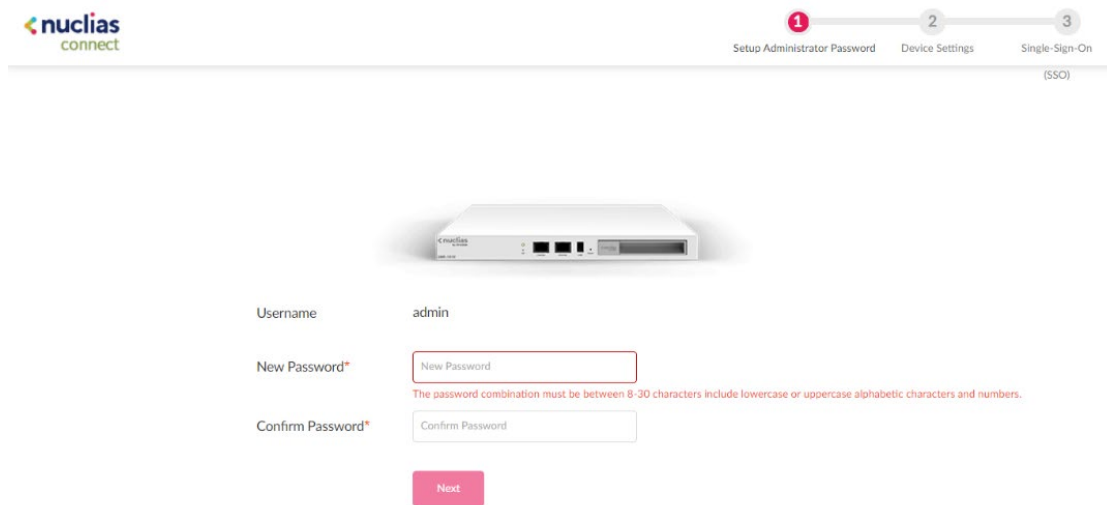 nuclias
connect
1 2 3
Setup Administrator Password Device Settings Single-Sign-On
(SSO)
nuclias
Username admin
New Password* New Password
The password combination must be between 8-30 characters include lowercase or uppercase alphabetic characters and numbers.
Confirm Password* Confirm Password
Next